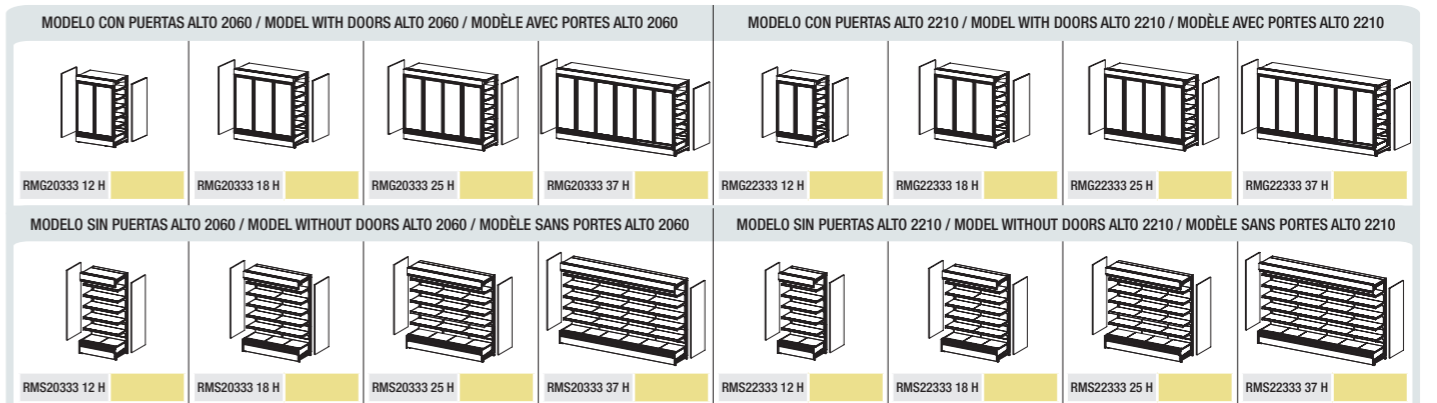 MODELO CON PUERTAS ALTO 2060 / MODEL WITH DOORS ALTO 2060 / MODÈLE AVEC PORTES ALTO 2060
MODELO CON PUERTAS ALTO 2210 / MODEL WITH DOORS ALTO 2210 / MODÈLE AVEC PORTES ALTO 2210
RMG20333 12 H
RMG20333 18 H
RMG20333 25 H
RMG20333 37 H
RMG22333 12 H
RMG22333 18 H
RMG22333 25 H
RMG22333 37 H
MODELO SIN PUERTAS ALTO 2060 / MODEL WITHOUT DOORS ALTO 2060 / MODÈLE SANS PORTES ALTO 2060
MODELO SIN PUERTAS ALTO 2210 / MODEL WITHOUT DOORS ALTO 2210 / MODÈLE SANS PORTES ALTO 2210
RMS20333 12 H
RMS20333 18 H
RMS20333 25 H
RMS20333 37 H
RMS22333 12 H
RMS22333 18 H
RMS22333 25 H
RMS22333 37 H